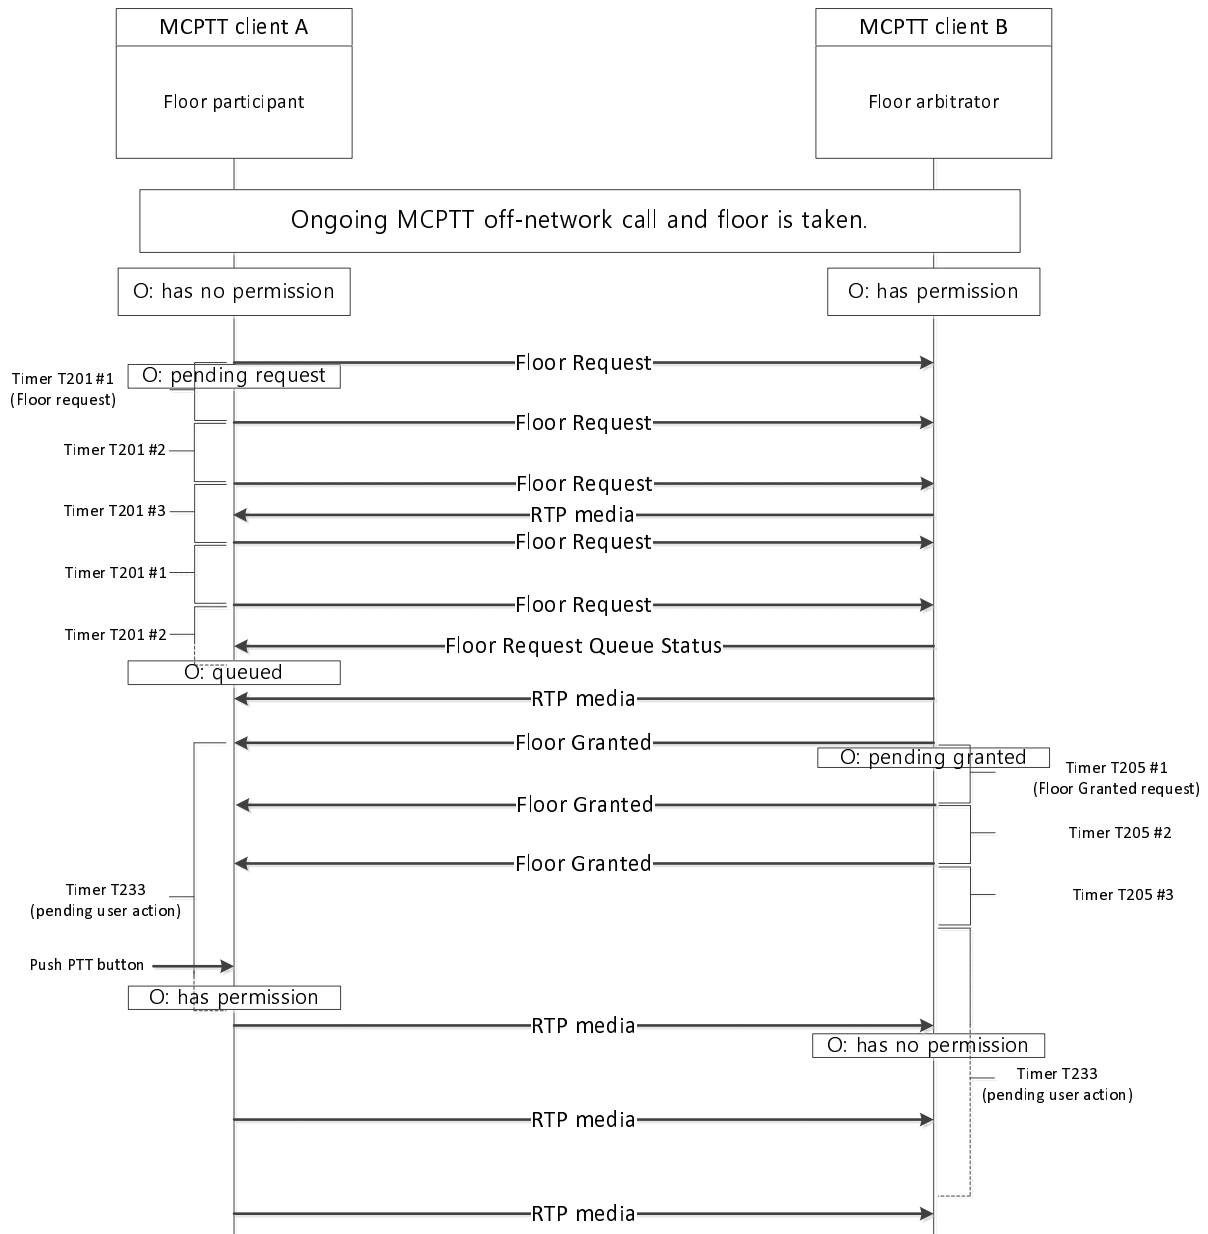 MCPTT client A
MCPTT client B
Floor participant
Floor arbitrator
Ongoing MCPTT off-network call and floor is taken.
O: has no permission
O: has permission
Floor Request
O: pending request
Timer T201 #1
(Floor request)
Floor Request
Timer T201 #2
Floor Request
Timer T201 #3
RTP media
Floor Request
Timer T201 #1
Floor Request
Timer T201 #2
Floor Request Queue Status
O: queued
RTP media
Floor Granted
O: pending granted
Timer T205 #1
(Floor Granted request)
Floor Granted
Timer T205 #2
Floor Granted
Timer T233
(pending user action)
Timer T205 #3
Push PTT button
O: has permission
RTP media
O: has no permission
Timer T233
(pending user action)
RTP media
RTP media